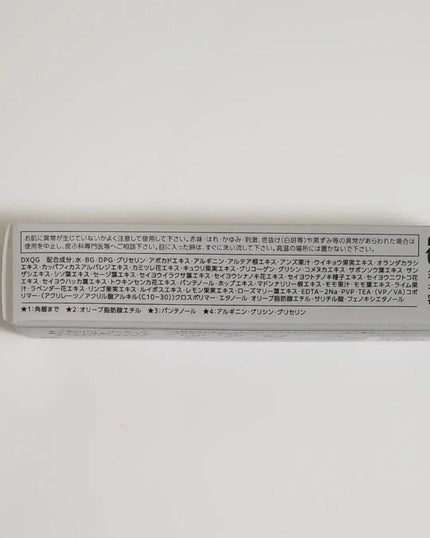 お肌に異常が生じていないかよく注意して使用して下さい。赤味・はれ・かゆみ・刺激、色抜け(白斑等)や黒ずみ等の異常があらわれた場合は
使用を中止し、皮ふ科専門医等へご相談下さい。目に入った時は、すぐに洗い流して下さい。高温の場所には置かないで下さい。
DXQG 配合成分:水・BG・DPG・グリセリン・アボカドエキス・アルギニン・アルテア根エキス・アンズ果汁・ウイキョウ果実エキス・オランダカラシ
エキス・カッパフィカスアルバレジエキス・カミツレ花エキス・キュウリ果実エキス・グリコーゲン・グリシン・コメヌカエキス・サボンソウ葉エキス・サン
ザシエキス・シソ葉エキス・セージ葉エキス・セイヨウイラクサ葉エキス・セイヨウシナノキ花エキス・セイヨウトチノキ種子エキス・セイヨウニワトコ花
エキス・セイヨウハッカ葉エキス・トウキンセンカ花エキス・パンテノール・ホップエキス・マドンナリリー根エキス・モモ果汁・モモ葉エキス・ライム果
汁・ラベンダー花エキス・リンゴ果実エキス・ルイボスエキス・レモン果実エキス・ローズマリー葉エキス・EDTA-2Na・PVP・TEA・(VP/VA)コポ
リマー・(アクリレーツ/アクリル酸アルキル(C10-30))クロスポリマー・エタノール・オリーブ脂肪酸エチル・サリチル酸・フェノキシエタノール
★1:角層まで ★2:オリーブ脂肪酸エチル ★3:パンテノール ★4:アルギニン・グリシン・グリセリン